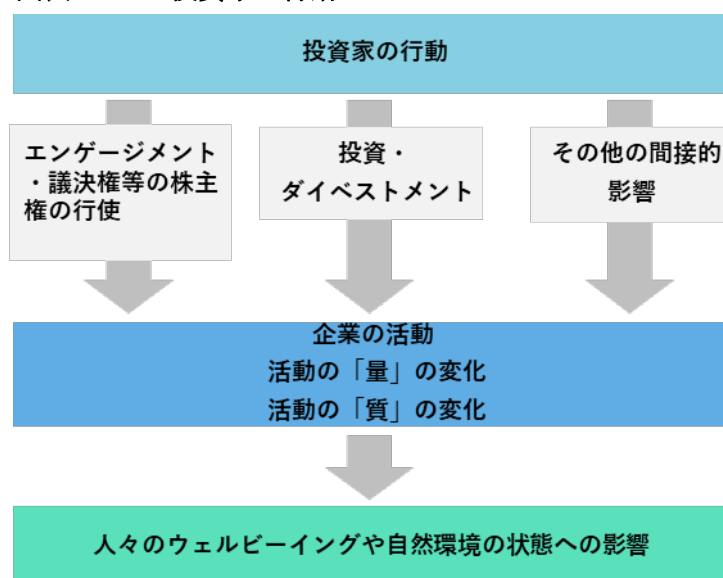 投資家の行動
エンゲージメント
・議決権等の株主
権の行使
投資・
ダイベストメント
その他の間接的
影響
企業の活動
活動の「量」の変化
活動の「質」の変化
人々のウェルビーイングや自然環境の状態への影響